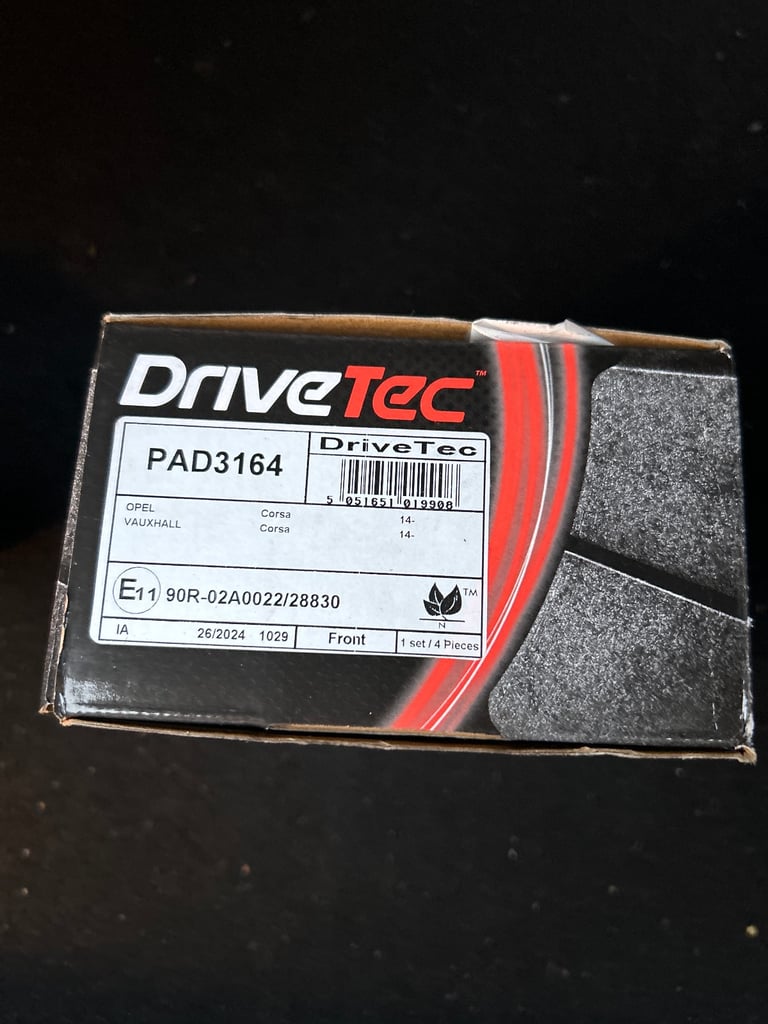 DriveTec™
PAD3164
DriveTec
5 051651 019908
OPEL Corsa 14-
VAUXHALL Corsa 14-
E11 90R-02A0022/28830
TM
N
IA 26/2024 1029 Front 1 set / 4 Pieces